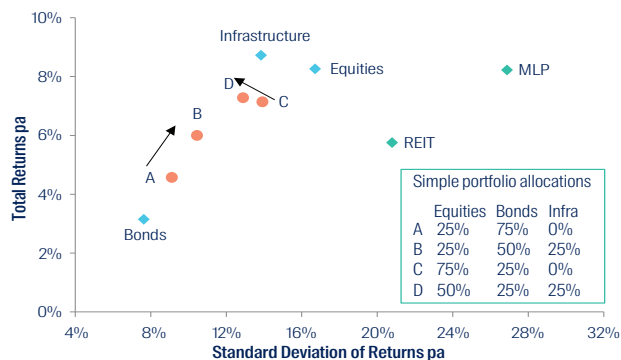 Total Returns pa
10%
8%
6%
4%
2%
0%
Infrastructure
Equities
MLP
D
C
B
REIT
A
Bonds
Simple portfolio allocations
Equities Bonds Infra
A 25% 75% 0%
B 25% 50% 25%
C 75% 25% 0%
D 50% 25% 25%
4% 8% 12% 16% 20% 24% 28% 32%
Standard Deviation of Returns pa